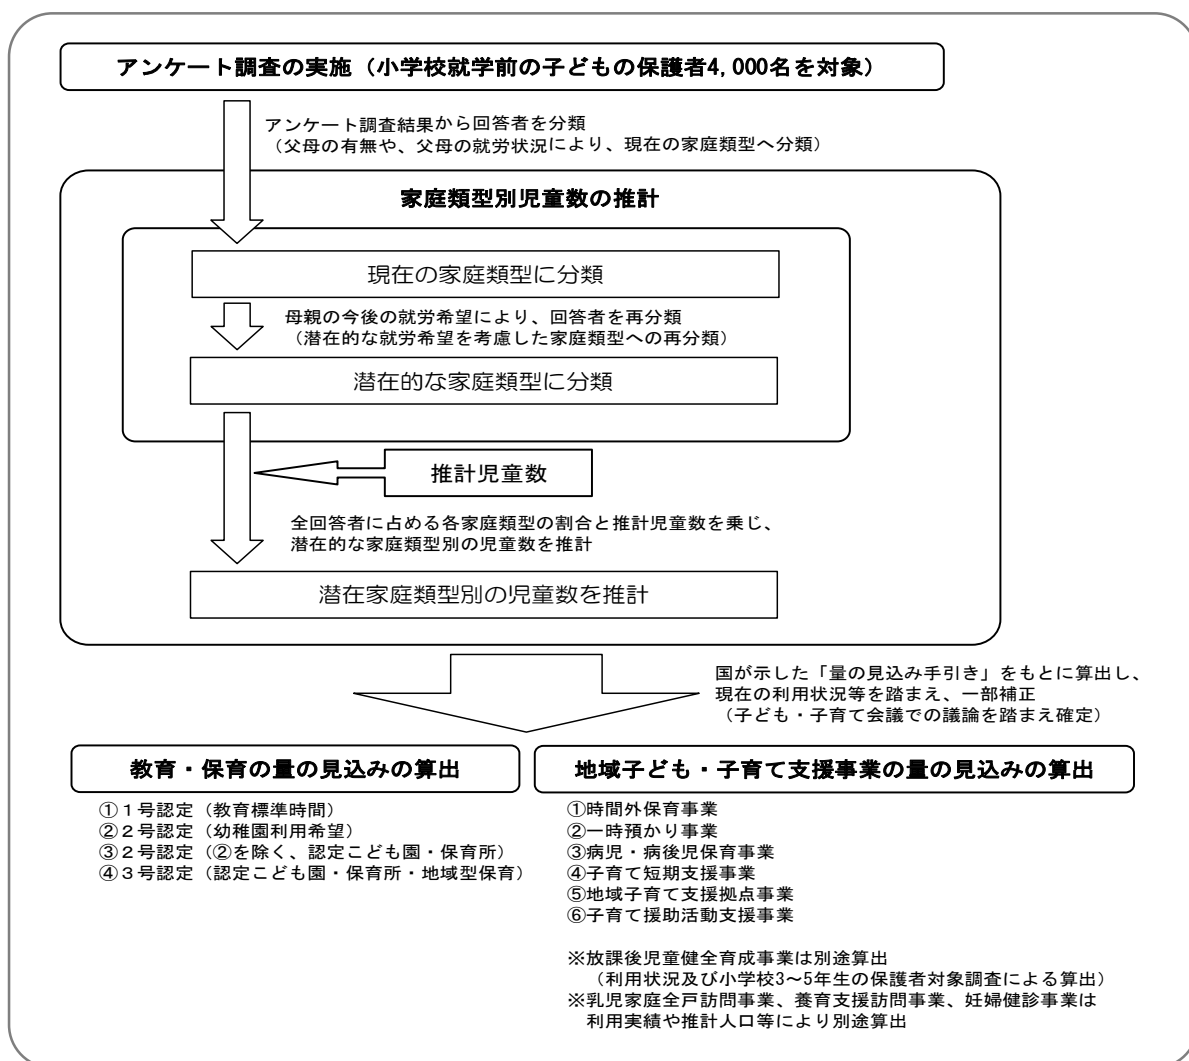 アンケート調査の実施（小学校就学前の子どもの保護者4,000名を対象）
アンケート調査結果から回答者を分類
（父母の有無や、父母の就労状況により、現在の家庭類型へ分類）
家庭類型別児童数の推計
現在の家庭類型に分類
母親の今後の就労希望により、回答者を再分類
（潜在的な就労希望を考慮した家庭類型への再分類）
潜在的な家庭類型に分類
推計児童数
全回答者に占める各家庭類型の割合と推計児童数を乗じ、
潜在的な家庭類型別の児童数を推計
潜在家庭類型別の児童数を推計
国が示した「量の見込み手引き」をもとに算出し、
現在の利用状況等を踏まえ、一部補正
（子ども・子育て会議での議論を踏まえ確定）
教育・保育の量の見込みの算出
①１号認定（教育標準時間）
②２号認定（幼稚園利用希望）
③２号認定（②を除く、認定こども園・保育所）
④３号認定（認定こども園・保育所・地域型保育）
地域子ども・子育て支援事業の量の見込みの算出
①時間外保育事業
②一時預かり事業
③病児・病後児保育事業
④子育て短期支援事業
⑤地域子育て支援拠点事業
⑥子育て援助活動支援事業
※放課後児童健全育成事業は別途算出
（利用状況及び小学校3～5年生の保護者対象調査による算出）
※乳児家庭全戸訪問事業、養育支援訪問事業、妊婦健診事業は
利用実績や推計人口等により別途算出